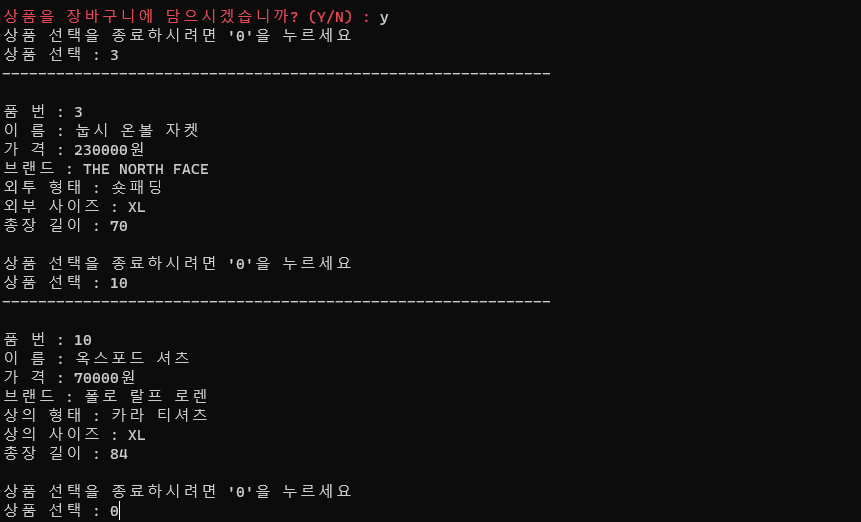 상품을 장바구니에 담으시겠습니까? (Y/N) : y
상품 선택을 종료하시려면 '0'을 누르세요
상품 선택 : 3
-------------------------------------------------------------
품 번 : 3
이 름 : 눕시 온볼 자켓
가 격 : 230000원
브랜드 : THE NORTH FACE
외투 형태 : 숏패딩
외부 사이즈 : XL
총장 길이 : 70
상품 선택을 종료하시려면 '0'을 누르세요
상품 선택 : 10
-------------------------------------------------------------
품 번 : 10
이 름 : 옥스포드 셔츠
가 격 : 70000원
브랜드 : 폴로 랄프 로렌
상의 형태 : 카라 티셔츠
상의 사이즈 : XL
총장 길이 : 84
상품 선택을 종료하시려면 '0'을 누르세요
상품 선택 : 0